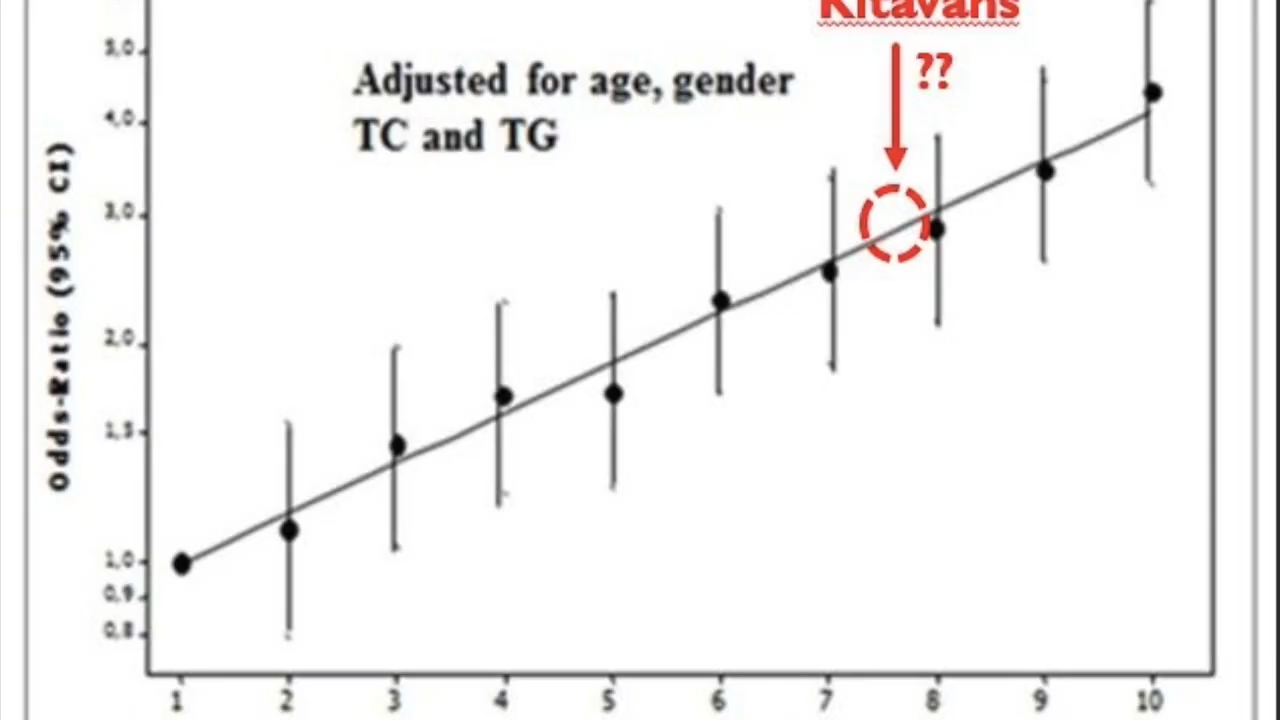 Kitavans
??
5,0
Adjusted for age, gender
TC and TG
4,0
3,0
2,0
1,5
1,0
0,9
0,8
Odds-Ratio (95% CI)
1 2 3 4 5 6 7 8 9 10